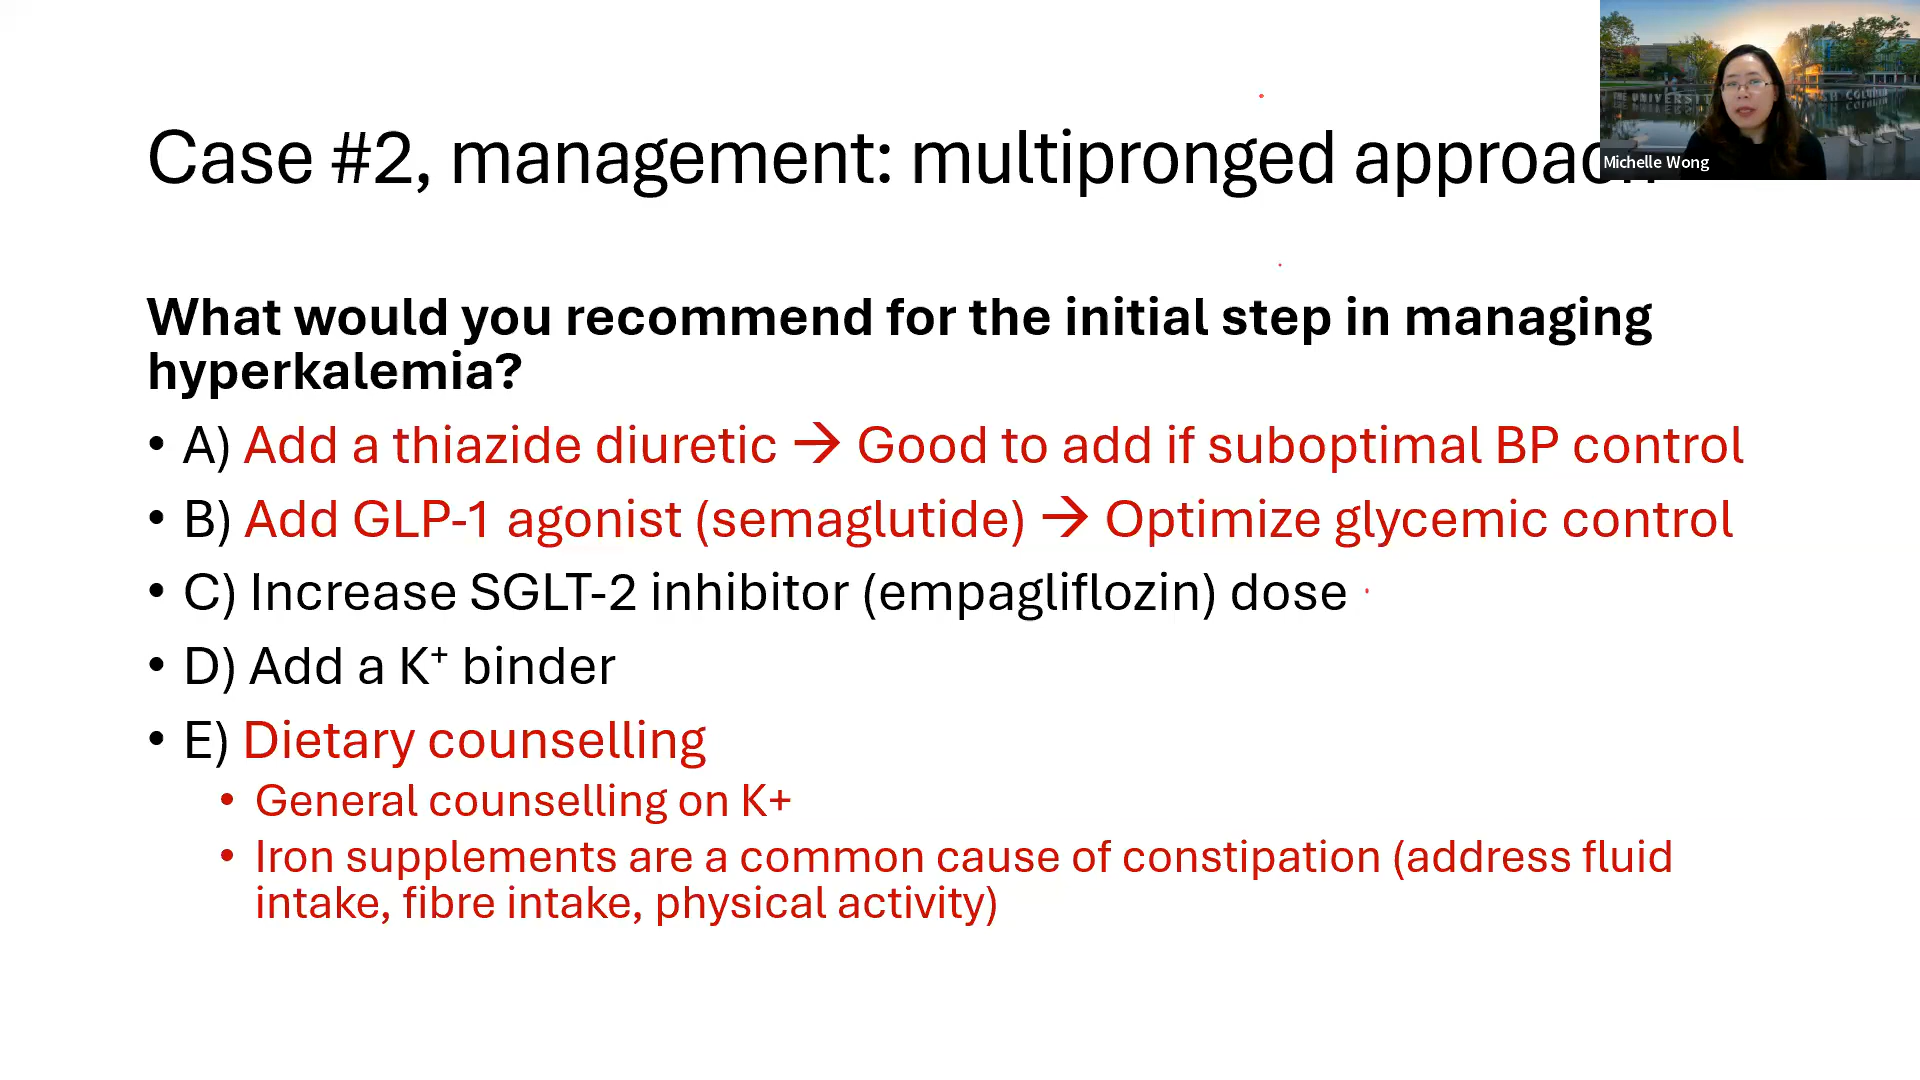 Case #2, management: multipronged approach
Michelle Wong
What would you recommend for the initial step in managing
hyperkalemia?
• A) Add a thiazide diuretic → Good to add if suboptimal BP control
• B) Add GLP-1 agonist (semaglutide) → Optimize glycemic control
• C) Increase SGLT-2 inhibitor (empagliflozin) dose
• D) Add a K⁺ binder
• E) Dietary counselling
• General counselling on K+
• Iron supplements are a common cause of constipation (address fluid
intake, fibre intake, physical activity)